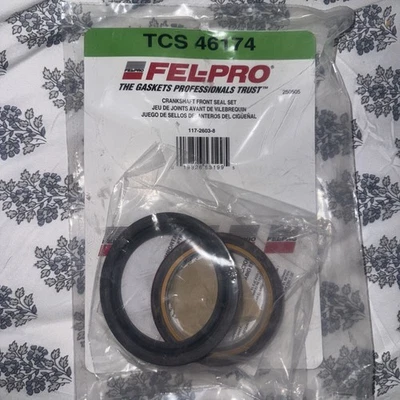 TCS 46174
FEL-PRO
THE GASKETS PROFESSIONALS TRUST™
CRANKSHAFT FRONT SEAL SET
JEU DE JOINTS AVANT DE VILEBREQUIN
JUEGO DE SELLOS DELANTEROS DEL CIGÜEÑAL
117-2603-8